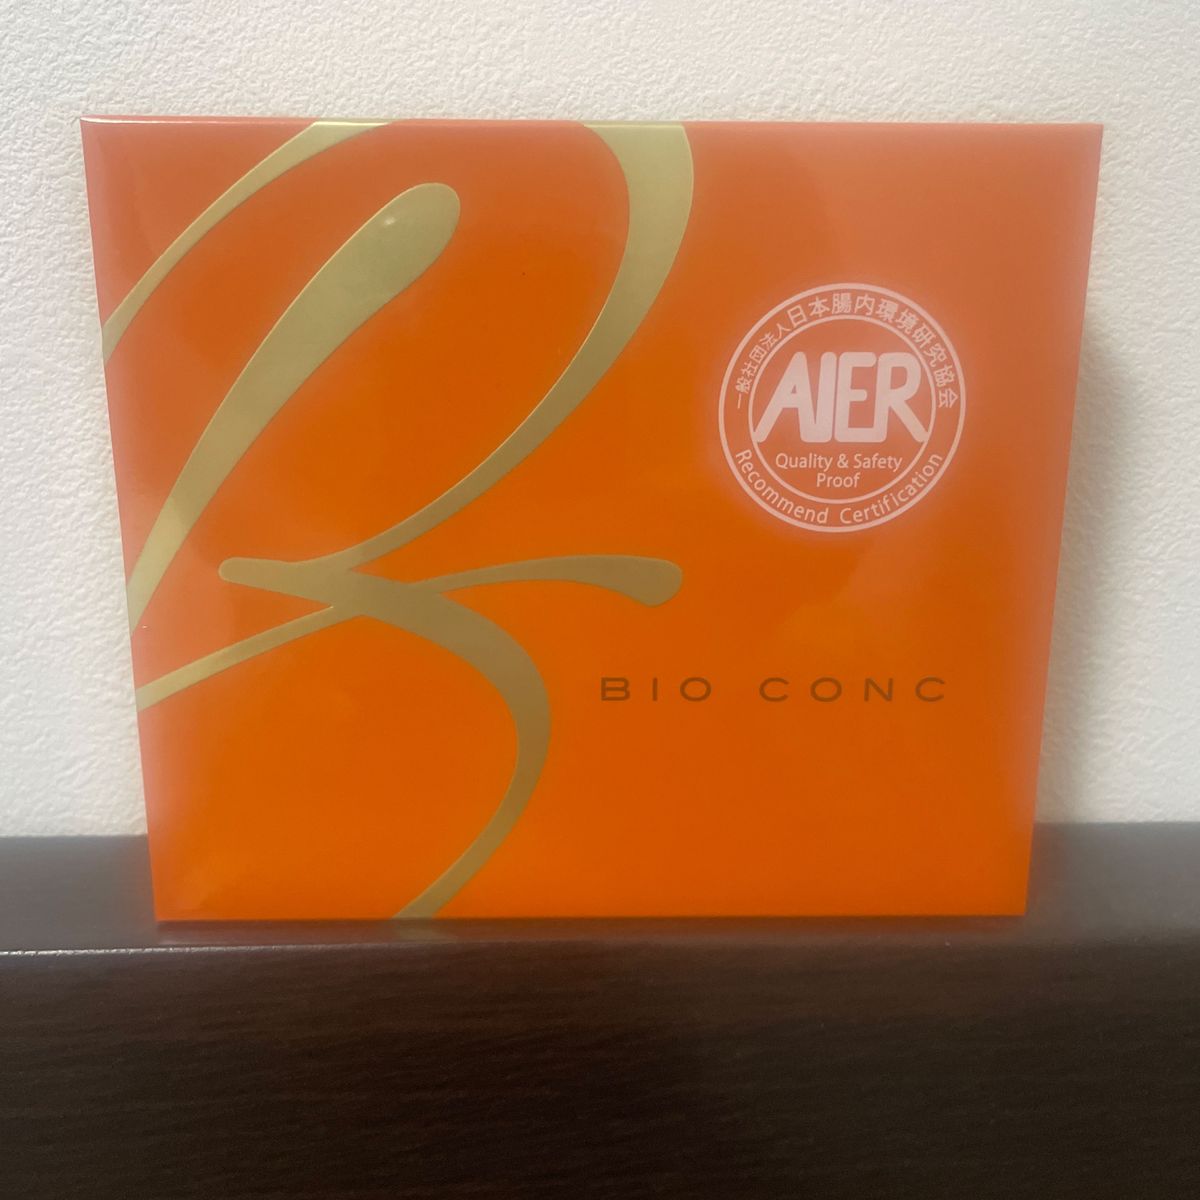 一般社団法人日本腸内環境研究協会
AIER
Quality & Safety
Proof
Recommend Certification
BIO CONC